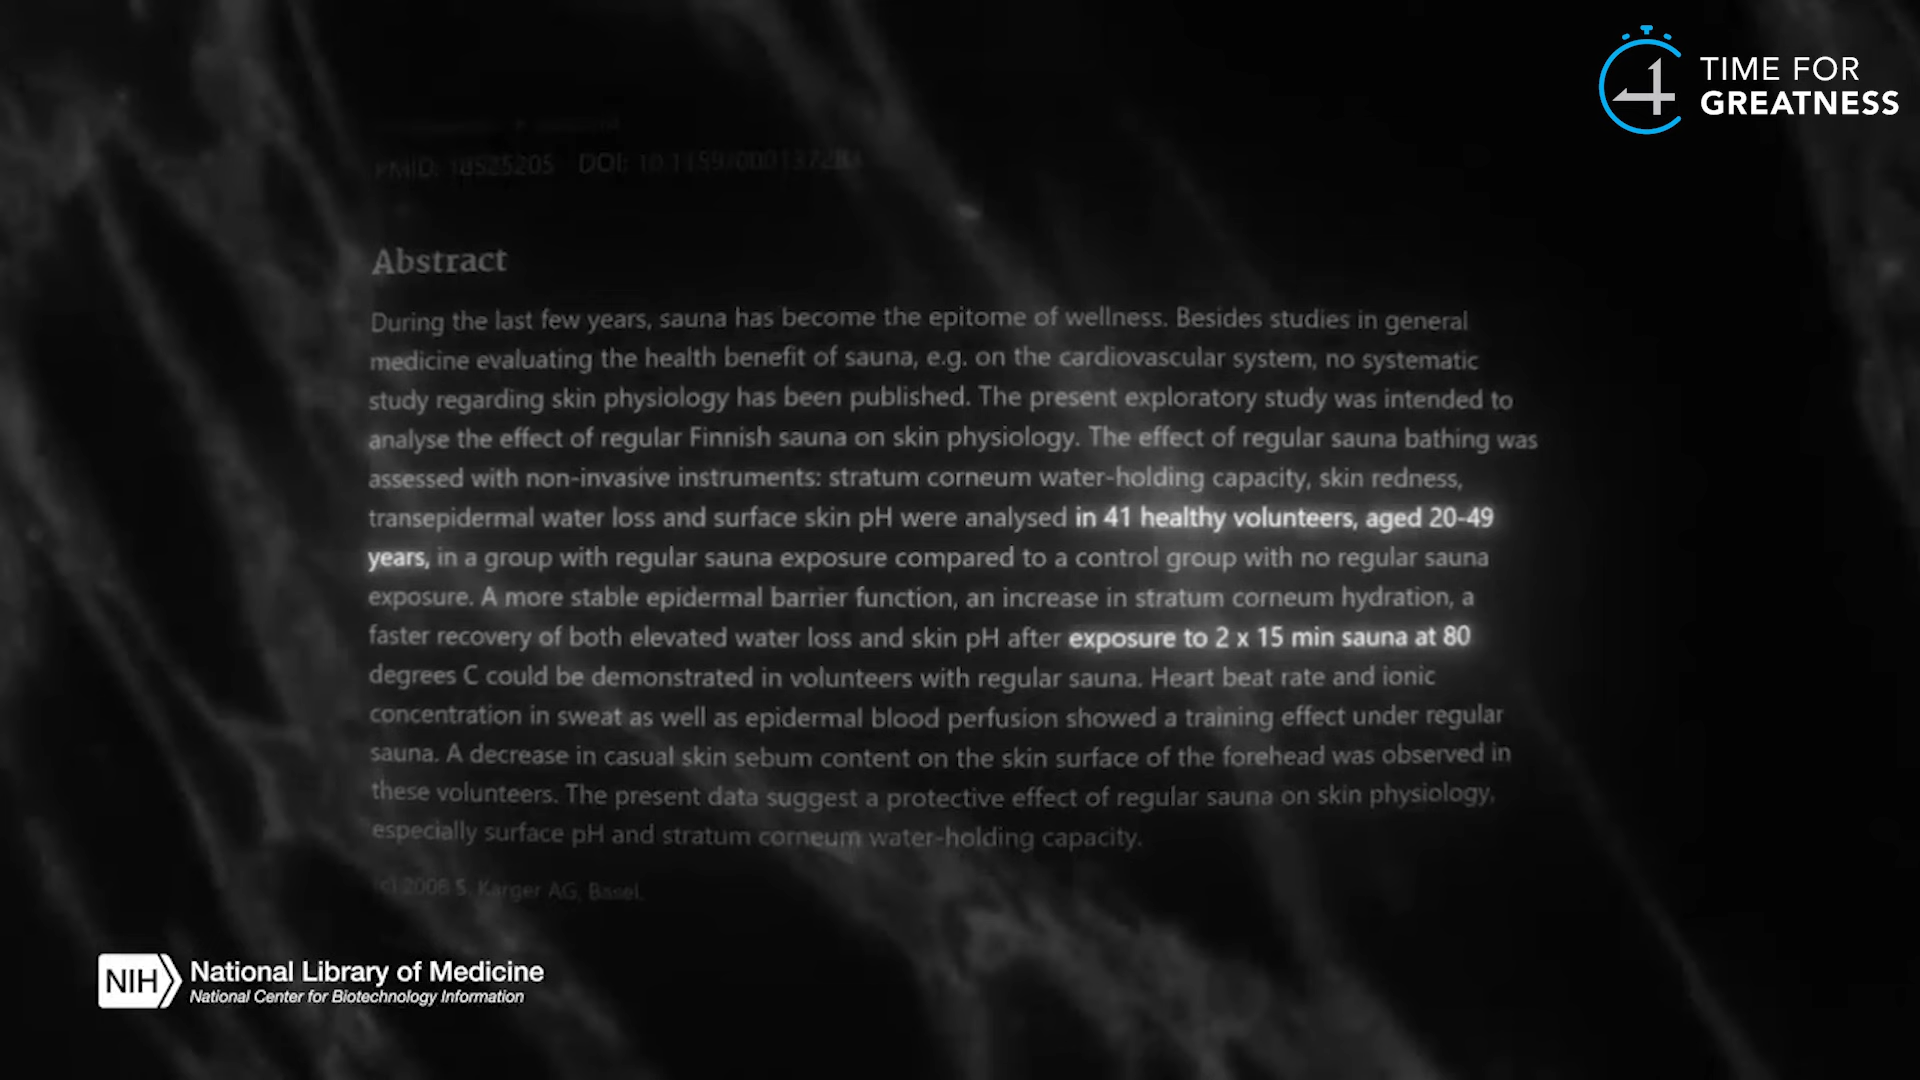 TIME FOR
GREATNESS
PMID: 18525205 DOI:
Abstract
During the last few years, sauna has become the epitome of wellness. Besides studies in general
medicine evaluating the health benefit of sauna, e.g. on the cardiovascular system, no systematic
study regarding skin physiology has been published. The present exploratory study was intended to
analyse the effect of regular Finnish sauna on skin physiology. The effect of regular sauna bathing was
assessed with non-invasive instruments: stratum corneum water-holding capacity, skin redness,
transepidermal water loss and surface skin pH were analysed in 41 healthy volunteers, aged 20-49
years, in a group with regular sauna exposure compared to a control group with no regular sauna
exposure. A more stable epidermal barrier function, an increase in stratum corneum hydration, a
faster recovery of both elevated water loss and skin pH after exposure to 2 x 15 min sauna at 80
degrees C could be demonstrated in volunteers with regular sauna. Heart beat rate and ionic
concentration in sweat as well as epidermal blood perfusion showed a training effect under regular
sauna. A decrease in casual skin sebum content on the skin surface of the forehead was observed in
these volunteers. The present data suggest a protective effect of regular sauna on skin physiology,
especially surface pH and stratum corneum water-holding capacity.
(c) 2008 S. Karger AG, Basel.
NIH National Library of Medicine
National Center for Biotechnology Information